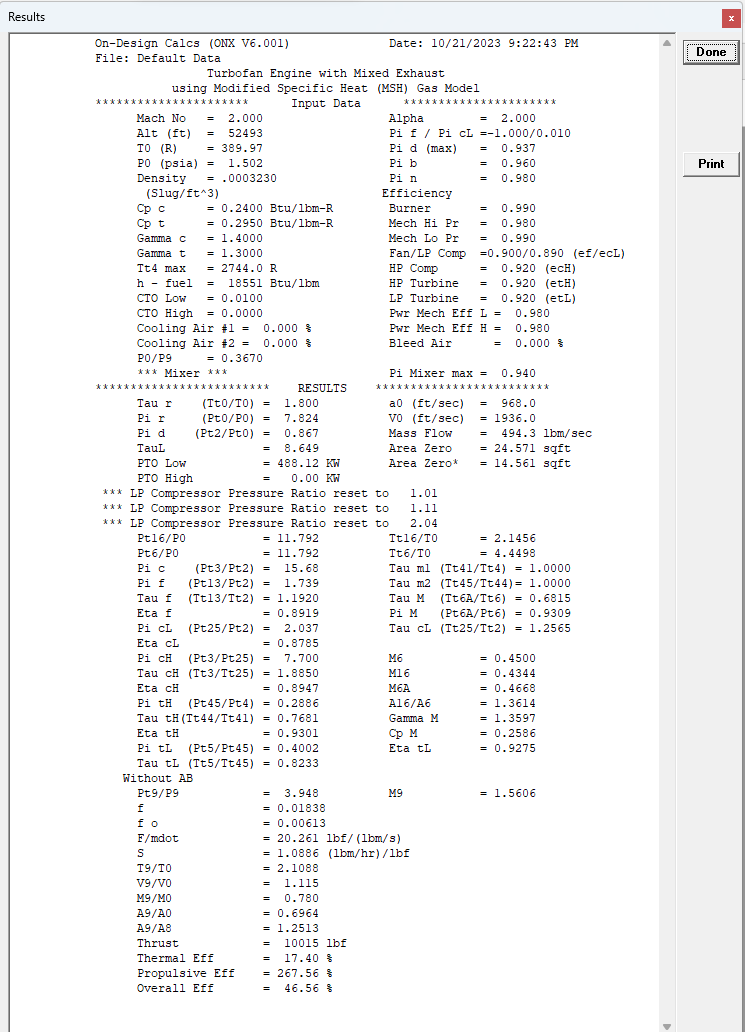 Results
x
On-Design Calcs (ONX V6.001) Date: 10/21/2023 9:22:43 PM
Done
File: Default Data
Turbofan Engine with Mixed Exhaust
using Modified Specific Heat (MSH) Gas Model
********************** Input Data **********************
Mach No = 2.000 Alpha = 2.000
Alt (ft) = 52493 Pi f / Pi cL =-1.000/0.010
T0 (R) = 389.97 Pi d (max) = 0.937
P0 (psia) = 1.502 Pi b = 0.960
Print
Density = .0003230 Pi n = 0.980
(Slug/ft^3) Efficiency
Cp c = 0.2400 Btu/lbm-R Burner = 0.990
Cp t = 0.2950 Btu/lbm-R Mech Hi Pr = 0.980
Gamma c = 1.4000 Mech Lo Pr = 0.990
Gamma t = 1.3000 Fan/LP Comp =0.900/0.890 (ef/ecL)
Tt4 max = 2744.0 R HP Comp = 0.920 (ecH)
h - fuel = 18551 Btu/lbm HP Turbine = 0.920 (etH)
CTO Low = 0.0100 LP Turbine = 0.920 (etL)
CTO High = 0.0000 Pwr Mech Eff L = 0.980
Cooling Air #1 = 0.000 % Pwr Mech Eff H = 0.980
Cooling Air #2 = 0.000 % Bleed Air = 0.000 %
P0/P9 = 0.3670
*** Mixer *** Pi Mixer max = 0.940
************************* RESULTS *************************
Tau r (Tt0/T0) = 1.800 a0 (ft/sec) = 968.0
Pi r (Pt0/P0) = 7.824 V0 (ft/sec) = 1936.0
Pi d (Pt2/Pt0) = 0.867 Mass Flow = 494.3 lbm/sec
TauL = 8.649 Area Zero = 24.571 sqft
PTO Low = 488.12 KW Area Zero* = 14.561 sqft
PTO High = 0.00 KW
*** LP Compressor Pressure Ratio reset to 1.01
*** LP Compressor Pressure Ratio reset to 1.11
*** LP Compressor Pressure Ratio reset to 2.04
Pt16/P0 = 11.792 Tt16/T0 = 2.1456
Pt6/P0 = 11.792 Tt6/T0 = 4.4498
Pi c (Pt3/Pt2) = 15.68 Tau m1 (Tt41/Tt4) = 1.0000
Pi f (Pt13/Pt2) = 1.739 Tau m2 (Tt45/Tt44)= 1.0000
Tau f (Tt13/Tt2) = 1.1920 Tau M (Tt6A/Tt6) = 0.6815
Eta f = 0.8919 Pi M (Pt6A/Pt6) = 0.9309
Pi cL (Pt25/Pt2) = 2.037 Tau cL (Tt25/Tt2) = 1.2565
Eta cL = 0.8785
Pi cH (Pt3/Pt25) = 7.700 M6 = 0.4500
Tau cH (Tt3/Tt25) = 1.8850 M16 = 0.4344
Eta cH = 0.8947 M6A = 0.4668
Pi tH (Pt45/Pt4) = 0.2886 A16/A6 = 1.3614
Tau tH(Tt44/Tt41) = 0.7681 Gamma M = 1.3597
Eta tH = 0.9301 Cp M = 0.2586
Pi tL (Pt5/Pt45) = 0.4002 Eta tL = 0.9275
Tau tL (Tt5/Tt45) = 0.8233
Without AB
Pt9/P9 = 3.948 M9 = 1.5606
f = 0.01838
f o = 0.00613
F/mdot = 20.261 lbf/(lbm/s)
S = 1.0886 (lbm/hr)/lbf
T9/T0 = 2.1088
V9/V0 = 1.115
M9/M0 = 0.780
A9/A0 = 0.6964
A9/A8 = 1.2513
Thrust = 10015 lbf
Thermal Eff = 17.40 %
Propulsive Eff = 267.56 %
Overall Eff = 46.56 %